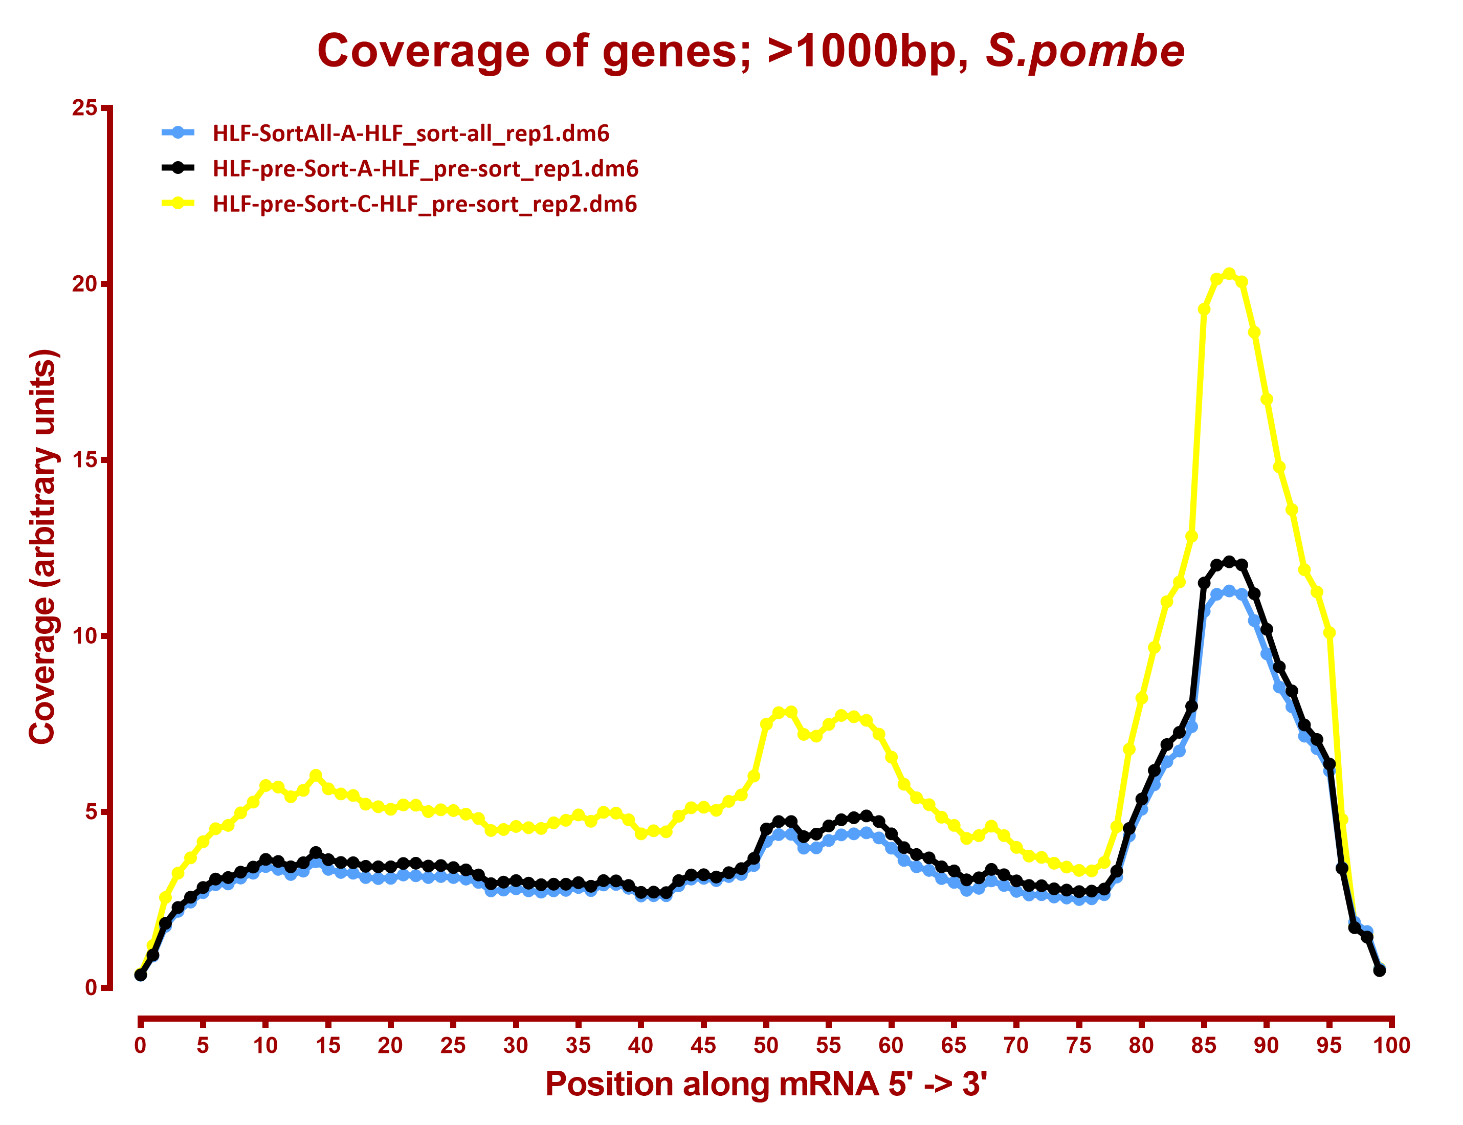 Coverage of genes; >1000bp, S.pombe
25
HLF-SortAll-A-HLF_sort-all_rep1.dm6
HLF-pre-Sort-A-HLF_pre-sort_rep1.dm6
HLF-pre-Sort-C-HLF_pre-sort_rep2.dm6
20
15
10
5
0
Coverage (arbitrary units)
0 5 10 15 20 25 30 35 40 45 50 55 60 65 70 75 80 85 90 95 100
Position along mRNA 5' -> 3'